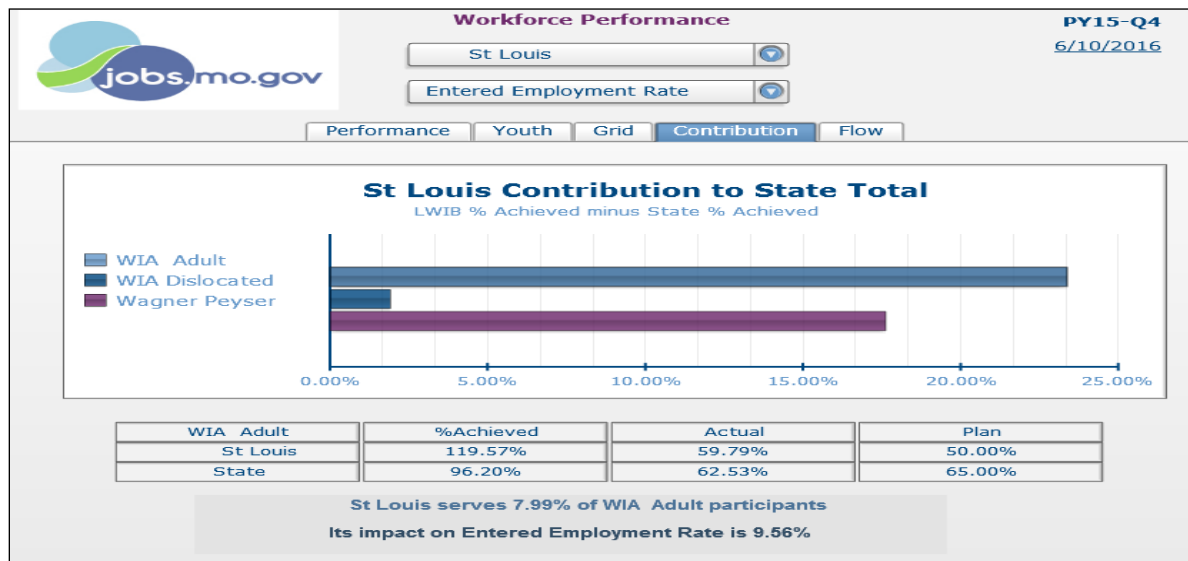 jobs.mo.gov
Workforce Performance
PY15-Q4
6/10/2016
St Louis
Entered Employment Rate
Performance Youth Grid Contribution Flow
St Louis Contribution to State Total
LWIB % Achieved minus State % Achieved
WIA Adult
WIA Dislocated
Wagner Peyser
0.00% 5.00% 10.00% 15.00% 20.00% 25.00%
WIA Adult %Achieved Actual Plan
St Louis 119.57% 59.79% 50.00%
State 96.20% 62.53% 65.00%
St Louis serves 7.99% of WIA Adult participants
Its impact on Entered Employment Rate is 9.56%